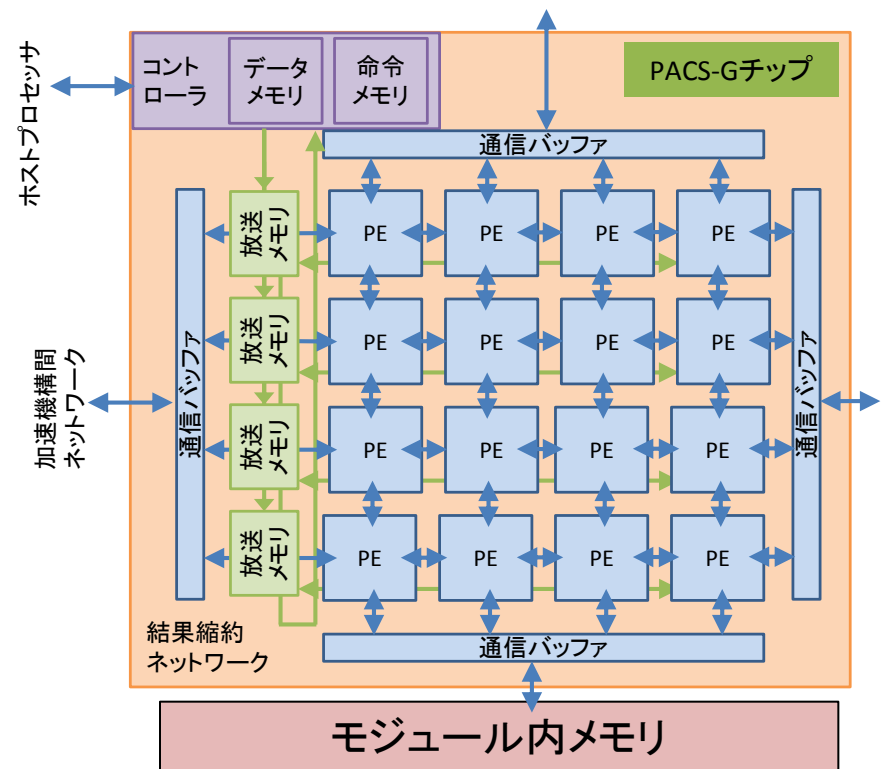 コント
ローラ
データ
メモリ
命令
メモリ
PACS-Gチップ
ホストプロセッサ
通信バッファ
放送
メモリ
PE
PE
PE
PE
放送
メモリ
PE
PE
PE
PE
加速機構間
ネットワーク
通信バッファ
通信バッファ
放送
メモリ
PE
PE
PE
PE
放送
メモリ
PE
PE
PE
PE
結果縮約
ネットワーク
通信バッファ
モジュール内メモリ